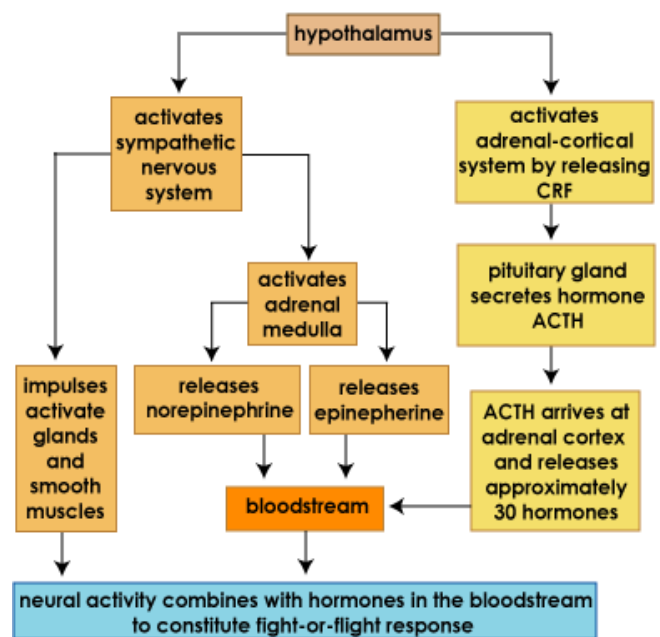 hypothalamus
activates
sympathetic
nervous
system
activates
adrenal-cortical
system by releasing
CRF
activates
adrenal
medulla
pituitary gland
secretes hormone
ACTH
impulses
activate
glands
and
smooth
muscles
releases
norepinephrine
releases
epinepherine
ACTH arrives at
adrenal cortex
and releases
approximately
30 hormones
bloodstream
neural activity combines with hormones in the bloodstream
to constitute fight-or-flight response